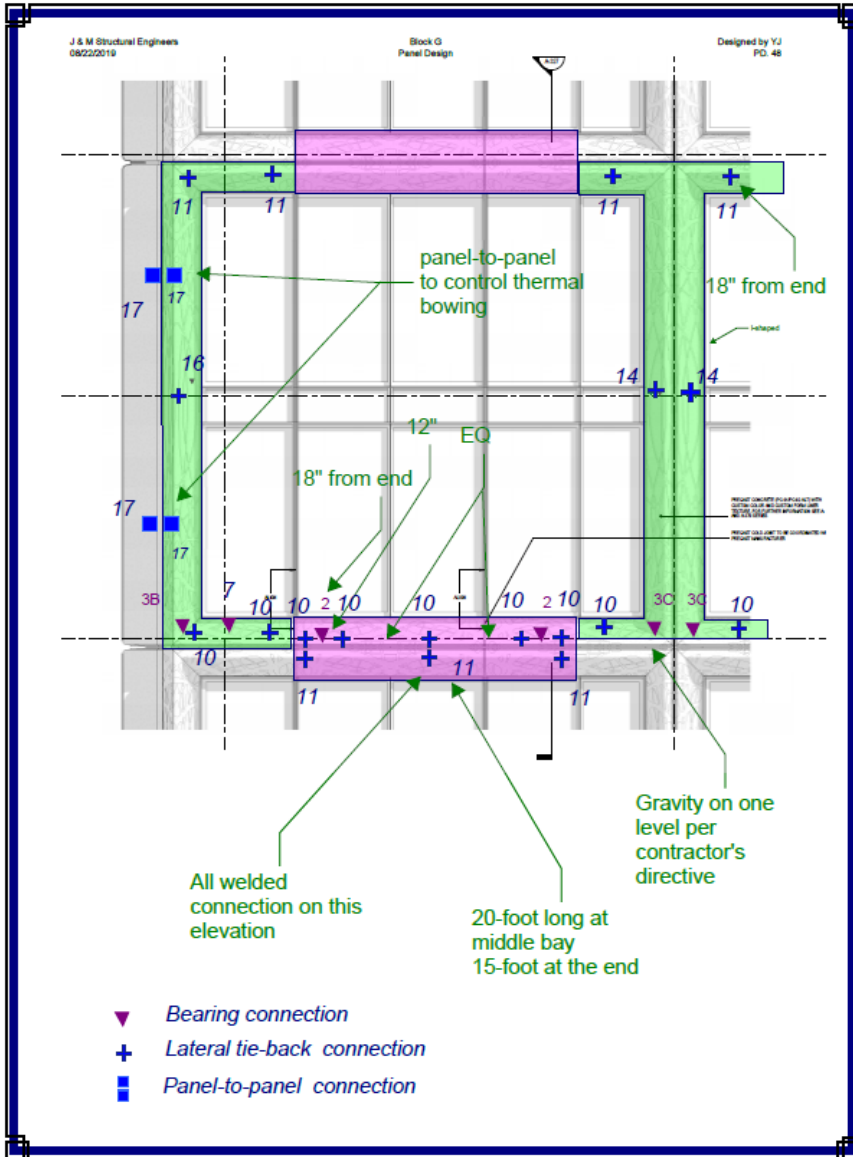 J & M Structural Engineers
08/22/2019
Block G
Panel Design
Designed by YJ
PD. 48
11
11
11
11
panel-to-panel
to control thermal
bowing
18" from end
17
17
I-shaped
16
14
14
12"
EQ
18" from end
17
17
3B
7
10
10
2
10
10
10
2
10
10
3C
3C
10
10
11
11
11
Gravity on one
level per
contractor's
directive
All welded
connection on this
elevation
20-foot long at
middle bay
15-foot at the end
Bearing connection
Lateral tie-back connection
Panel-to-panel connection